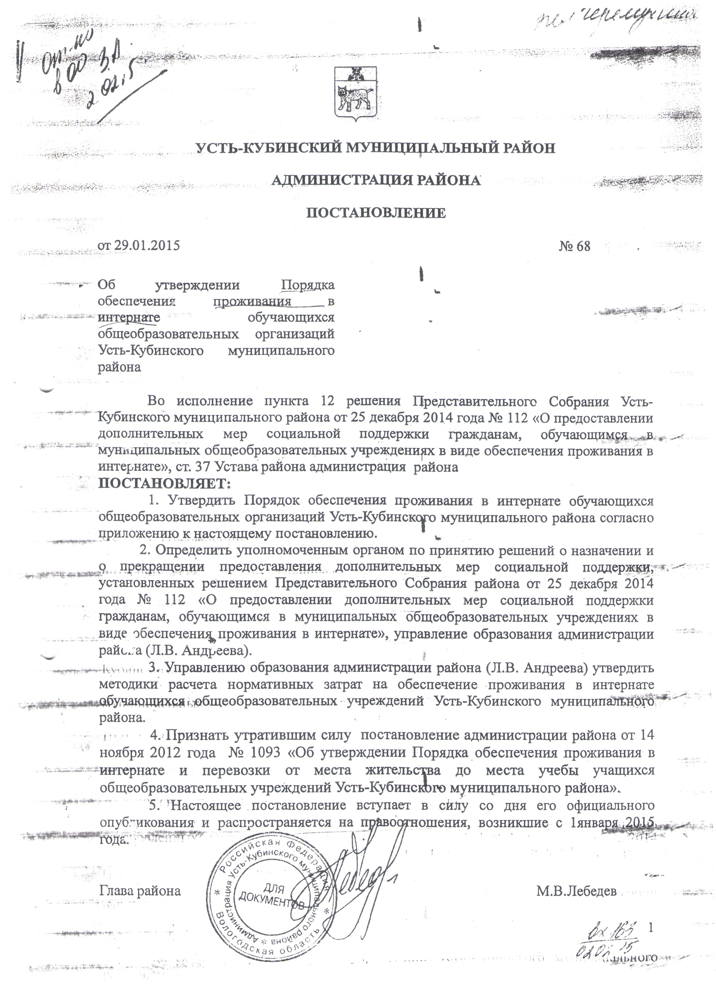 УСТЬ-КУБИНСКИЙ МУНИЦИПАЛЬНЫЙ РАЙОН
АДМИНИСТРАЦИЯ РАЙОНА
ПОСТАНОВЛЕНИЕ
от 29.01.2015 № 68
Об утверждении Порядка
обеспечения проживания в
интернате обучающихся
общеобразовательных организаций
Усть-Кубинского муниципального
района
Во исполнение пункта 12 решения Представительного Собрания Усть-
Кубинского муниципального района от 25 декабря 2014 года № 112 «О предоставлении
дополнительных мер социальной поддержки гражданам, обучающимся в
муниципальных общеобразовательных учреждениях в виде обеспечения проживания в
интернате», ст. 37 Устава района администрация района
ПОСТАНОВЛЯЕТ:
1. Утвердить Порядок обеспечения проживания в интернате обучающихся
общеобразовательных организаций Усть-Кубинского муниципального района согласно
приложению к настоящему постановлению.
2. Определить уполномоченным органом по принятию решений о назначении и
о прекращении предоставления дополнительных мер социальной поддержки,
установленных решением Представительного Собрания района от 25 декабря 2014
года № 112 «О предоставлении дополнительных мер социальной поддержки
гражданам, обучающимся в муниципальных общеобразовательных учреждениях в
виде обеспечения проживания в интернате», управление образования администрации
района (Л.В. Андреева).
3. Управлению образования администрации района (Л.В. Андреева) утвердить
методики расчета нормативных затрат на обеспечение проживания в интернате
обучающихся общеобразовательных учреждений Усть-Кубинского муниципального
района.
4. Признать утратившим силу постановление администрации района от 14
ноября 2012 года № 1093 «Об утверждении Порядка обеспечения проживания в
интернате и перевозки от места жительства до места учебы учащихся
общеобразовательных учреждений Усть-Кубинского муниципального района».
5. Настоящее постановление вступает в силу со дня его официального
опубликования и распространяется на правоотношения, возникшие с 1января 2015
года.
Российская Федерация
Вологодская область
Администрация Усть-Кубинского муниципального района
ДЛЯ
ДОКУМЕНТОВ
Глава района М.В.Лебедев
1
вх 163
02 02 15